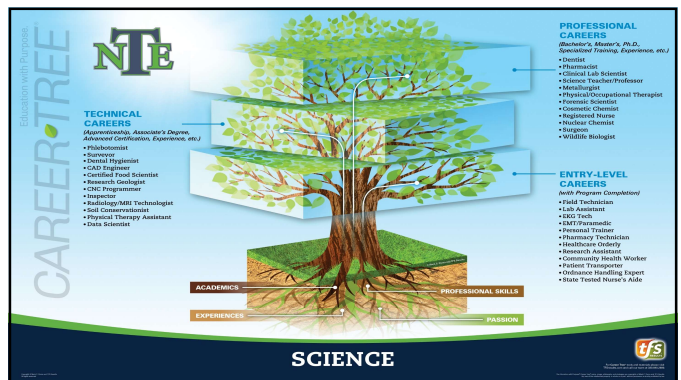 Education with Purpose
CAREER TREE
NTE
TECHNICAL
CAREERS
(Apprenticeship, Associate's Degree,
Advanced Certification, Experience, etc.)
• Phlebotomist
• Surveyor
• Dental Hygienist
• CAD Engineer
• Certified Food Scientist
• Research Geologist
• CNC Programmer
• Inspector
• Radiology/MRI Technologist
• Soil Conservationist
• Physical Therapy Assistant
• Data Scientist
PROFESSIONAL
CAREERS
(Bachelor's, Master's, Ph.D.,
Specialized Training, Experience, etc.)
• Dentist
• Pharmacist
• Clinical Lab Scientist
• Science Teacher/Professor
• Metallurgist
• Physical/Occupational Therapist
• Forensic Scientist
• Cosmetic Chemist
• Registered Nurse
• Nuclear Chemist
• Surgeon
• Wildlife Biologist
ENTRY-LEVEL
CAREERS
(with Program Completion)
• Field Technician
• Lab Assistant
• EKG Tech
• EMT/Paramedic
• Personal Trainer
• Pharmacy Technician
• Healthcare Orderly
• Research Assistant
• Community Health Worker
• Patient Transporter
• Ordnance Handling Expert
• State Tested Nurse's Aide
ACADEMICS
PROFESSIONAL SKILLS
EXPERIENCES
PASSION
SCIENCE
tfs